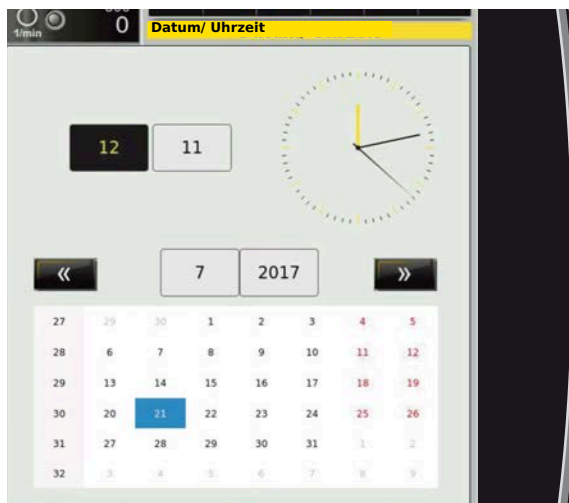 1/min
0
Datum/ Uhrzeit
12 11
« 7 2017 »
27 29 30 1 2 3 4 5
28 6 7 8 9 10 11 12
29 13 14 15 16 17 18 19
30 20 21 22 23 24 25 26
31 27 28 29 30 31 1 2
32 3 4 5 6 7 8 9